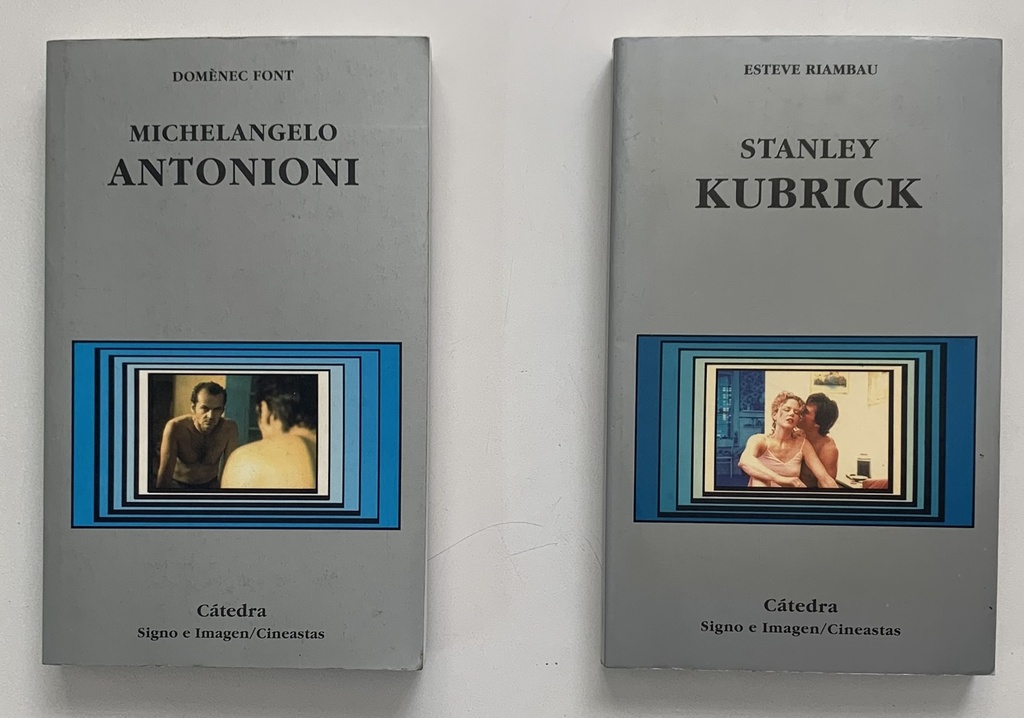 DOMÈNEC FONT
MICHELANGELO
ANTONIONI
Cátedra
Signo e Imagen/Cineastas
ESTEVE RIAMBAU
STANLEY
KUBRICK
Cátedra
Signo e Imagen/Cineastas